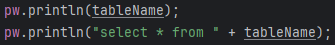 pw.println(tableName);
pw.println("select * from " + tableName);